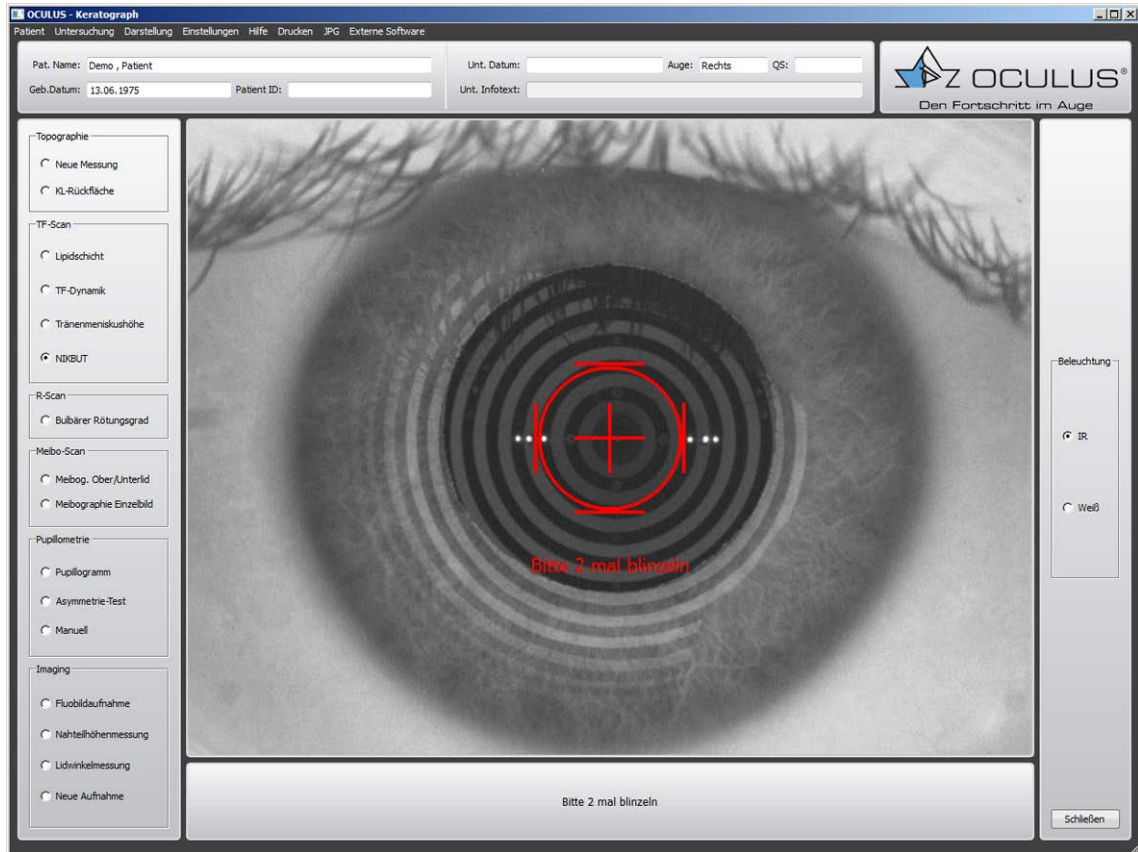 OCULUS - Keratograph
Patient Untersuchung Darstellung Einstellungen Hilfe Drucken JPG Externe Software
Pat. Name: Demo , Patient
Unt. Datum: Auge: Rechts QS:
Geb.Datum: 13.06.1975 Patient ID:
Unt. Infotext:
OCULUS®
Den Fortschritt im Auge
Topographie
Neue Messung
KL-Rückfläche
TF-Scan
Lipidschicht
TF-Dynamik
Tränenmeniskushöhe
NIKBUT
R-Scan
Bulbärer Rötungsgrad
Meibo-Scan
Meibog. Ober/Unterlid
Meibographie Einzelbild
Pupillometrie
Pupillogramm
Asymmetrie-Test
Manuell
Imaging
Fluobildaufnahme
Nahteilhöhenmessung
Lidwinkelmessung
Neue Aufnahme
Bitte 2 mal blinzeln
Bitte 2 mal blinzeln
Beleuchtung
IR
Weiß
Schließen